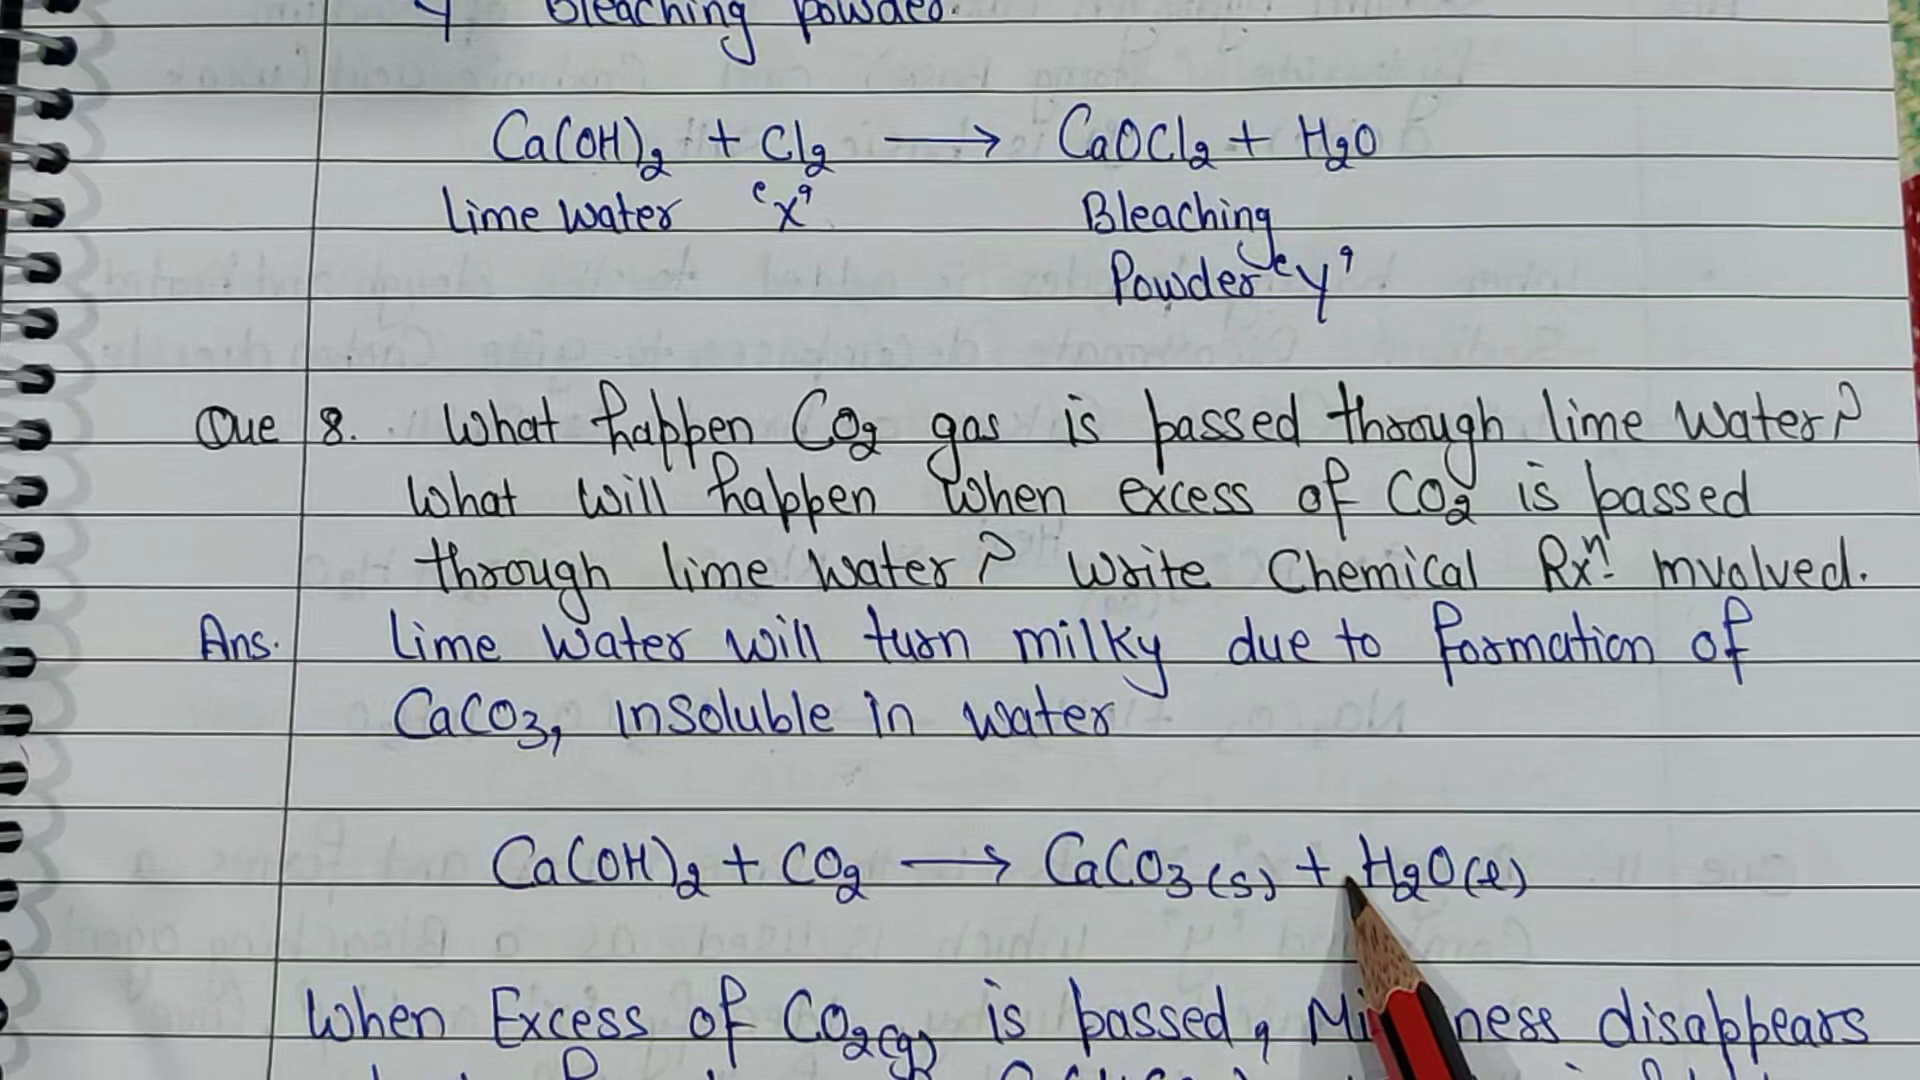 y Bleaching powder.
Ca(OH)₂ + Cl₂ ⟶ CaOCl₂ + H₂O
Lime water 'x' Bleaching
Powder 'y'
Que 8. What happen CO₂ gas is passed through lime water?
What will happen when excess of CO₂ is passed
through lime water? Write Chemical Rxⁿ. involved.
Ans. Lime water will turn milky due to formation of
CaCO₃, insoluble in water
Ca(OH)₂ + CO₂ ⟶ CaCO₃(s) + H₂O(l)
When Excess of CO₂(g) is passed, disappears